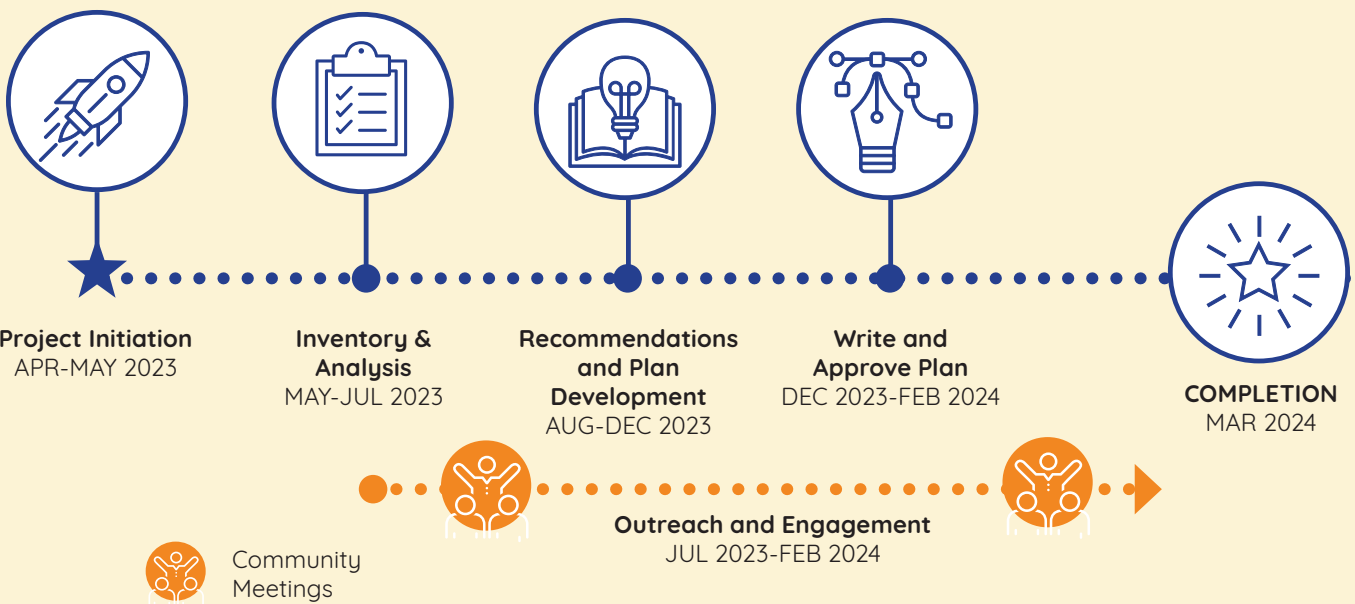 Project Initiation
APR-MAY 2023
Inventory &
Analysis
MAY-JUL 2023
Recommendations
and Plan
Development
AUG-DEC 2023
Write and
Approve Plan
DEC 2023-FEB 2024
COMPLETION
MAR 2024
Outreach and Engagement
JUL 2023-FEB 2024
Community
Meetings